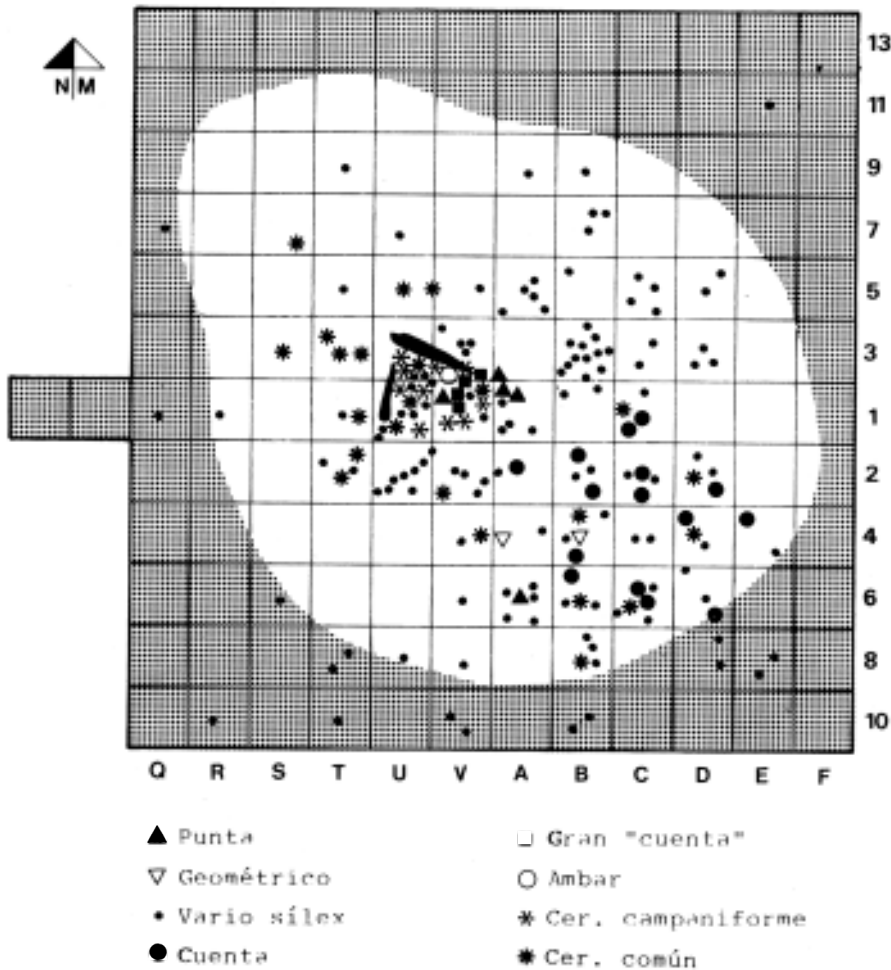 13
N M
11
9
7
5
3
1
2
4
6
8
10
Q R S T U V A B C D E F
Punta
Gran "cuenta"
Geométrico
Ambar
Vario sílex
Cer. campaniforme
Cuenta
Cer. común